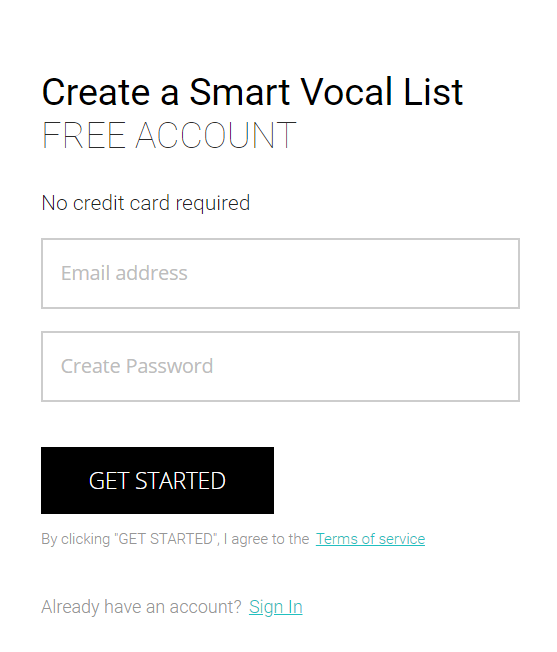 Create a Smart Vocal List
FREE ACCOUNT
No credit card required
Email address
Create Password
GET STARTED
By clicking "GET STARTED", I agree to the Terms of service
Already have an account? Sign In